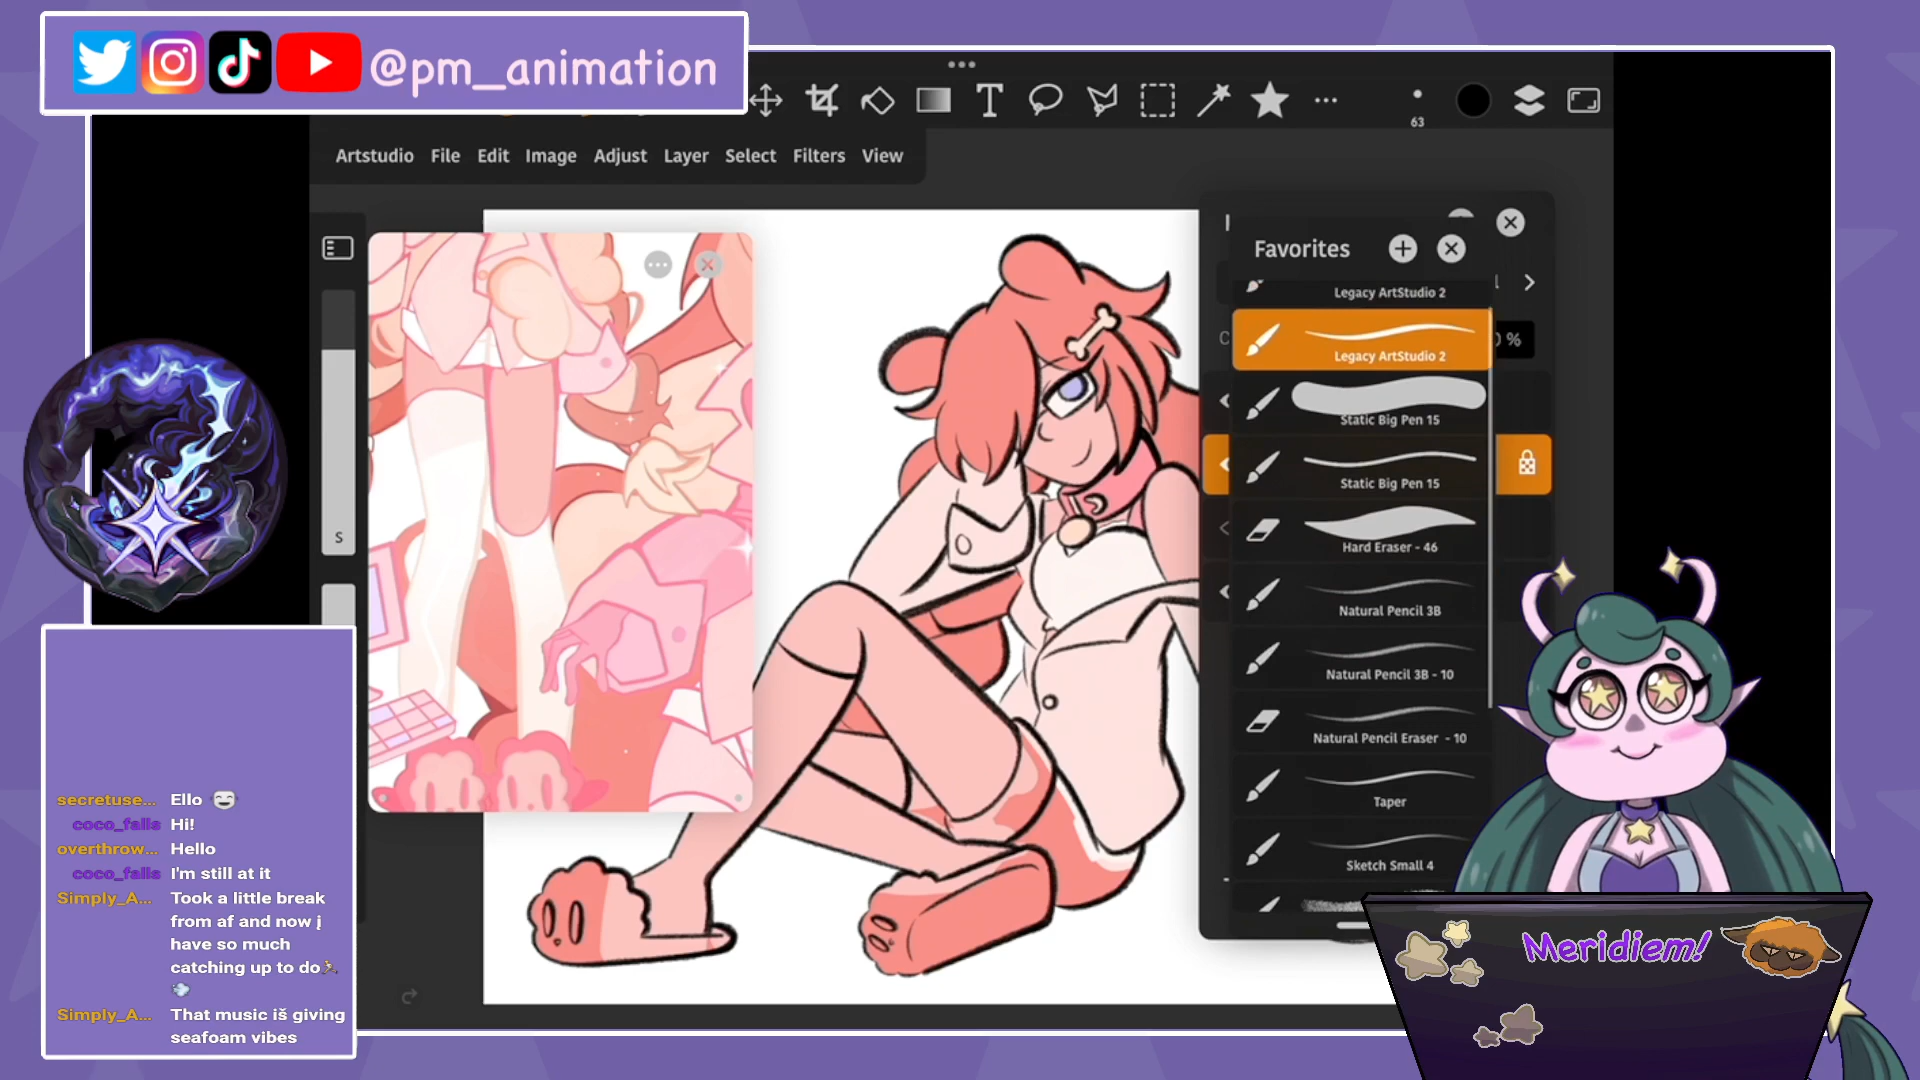 @pm_animation
63
Artstudio File Edit Image Adjust Layer Select Filters View
Favorites
Legacy ArtStudio 2
Legacy ArtStudio 2
%
Static Big Pen 15
Static Big Pen 15
Hard Eraser - 46
Natural Pencil 3B
Natural Pencil 3B - 10
Natural Pencil Eraser - 10
Taper
Sketch Small 4
S
secretuse... Ello
coco_falls Hi!
overthrow... Hello
coco_falls I'm still at it
Simply_A... Took a little break
from af and now į
have so much
catching up to do
Simply_A... That music iš giving
seafoam vibes
Meridiem!